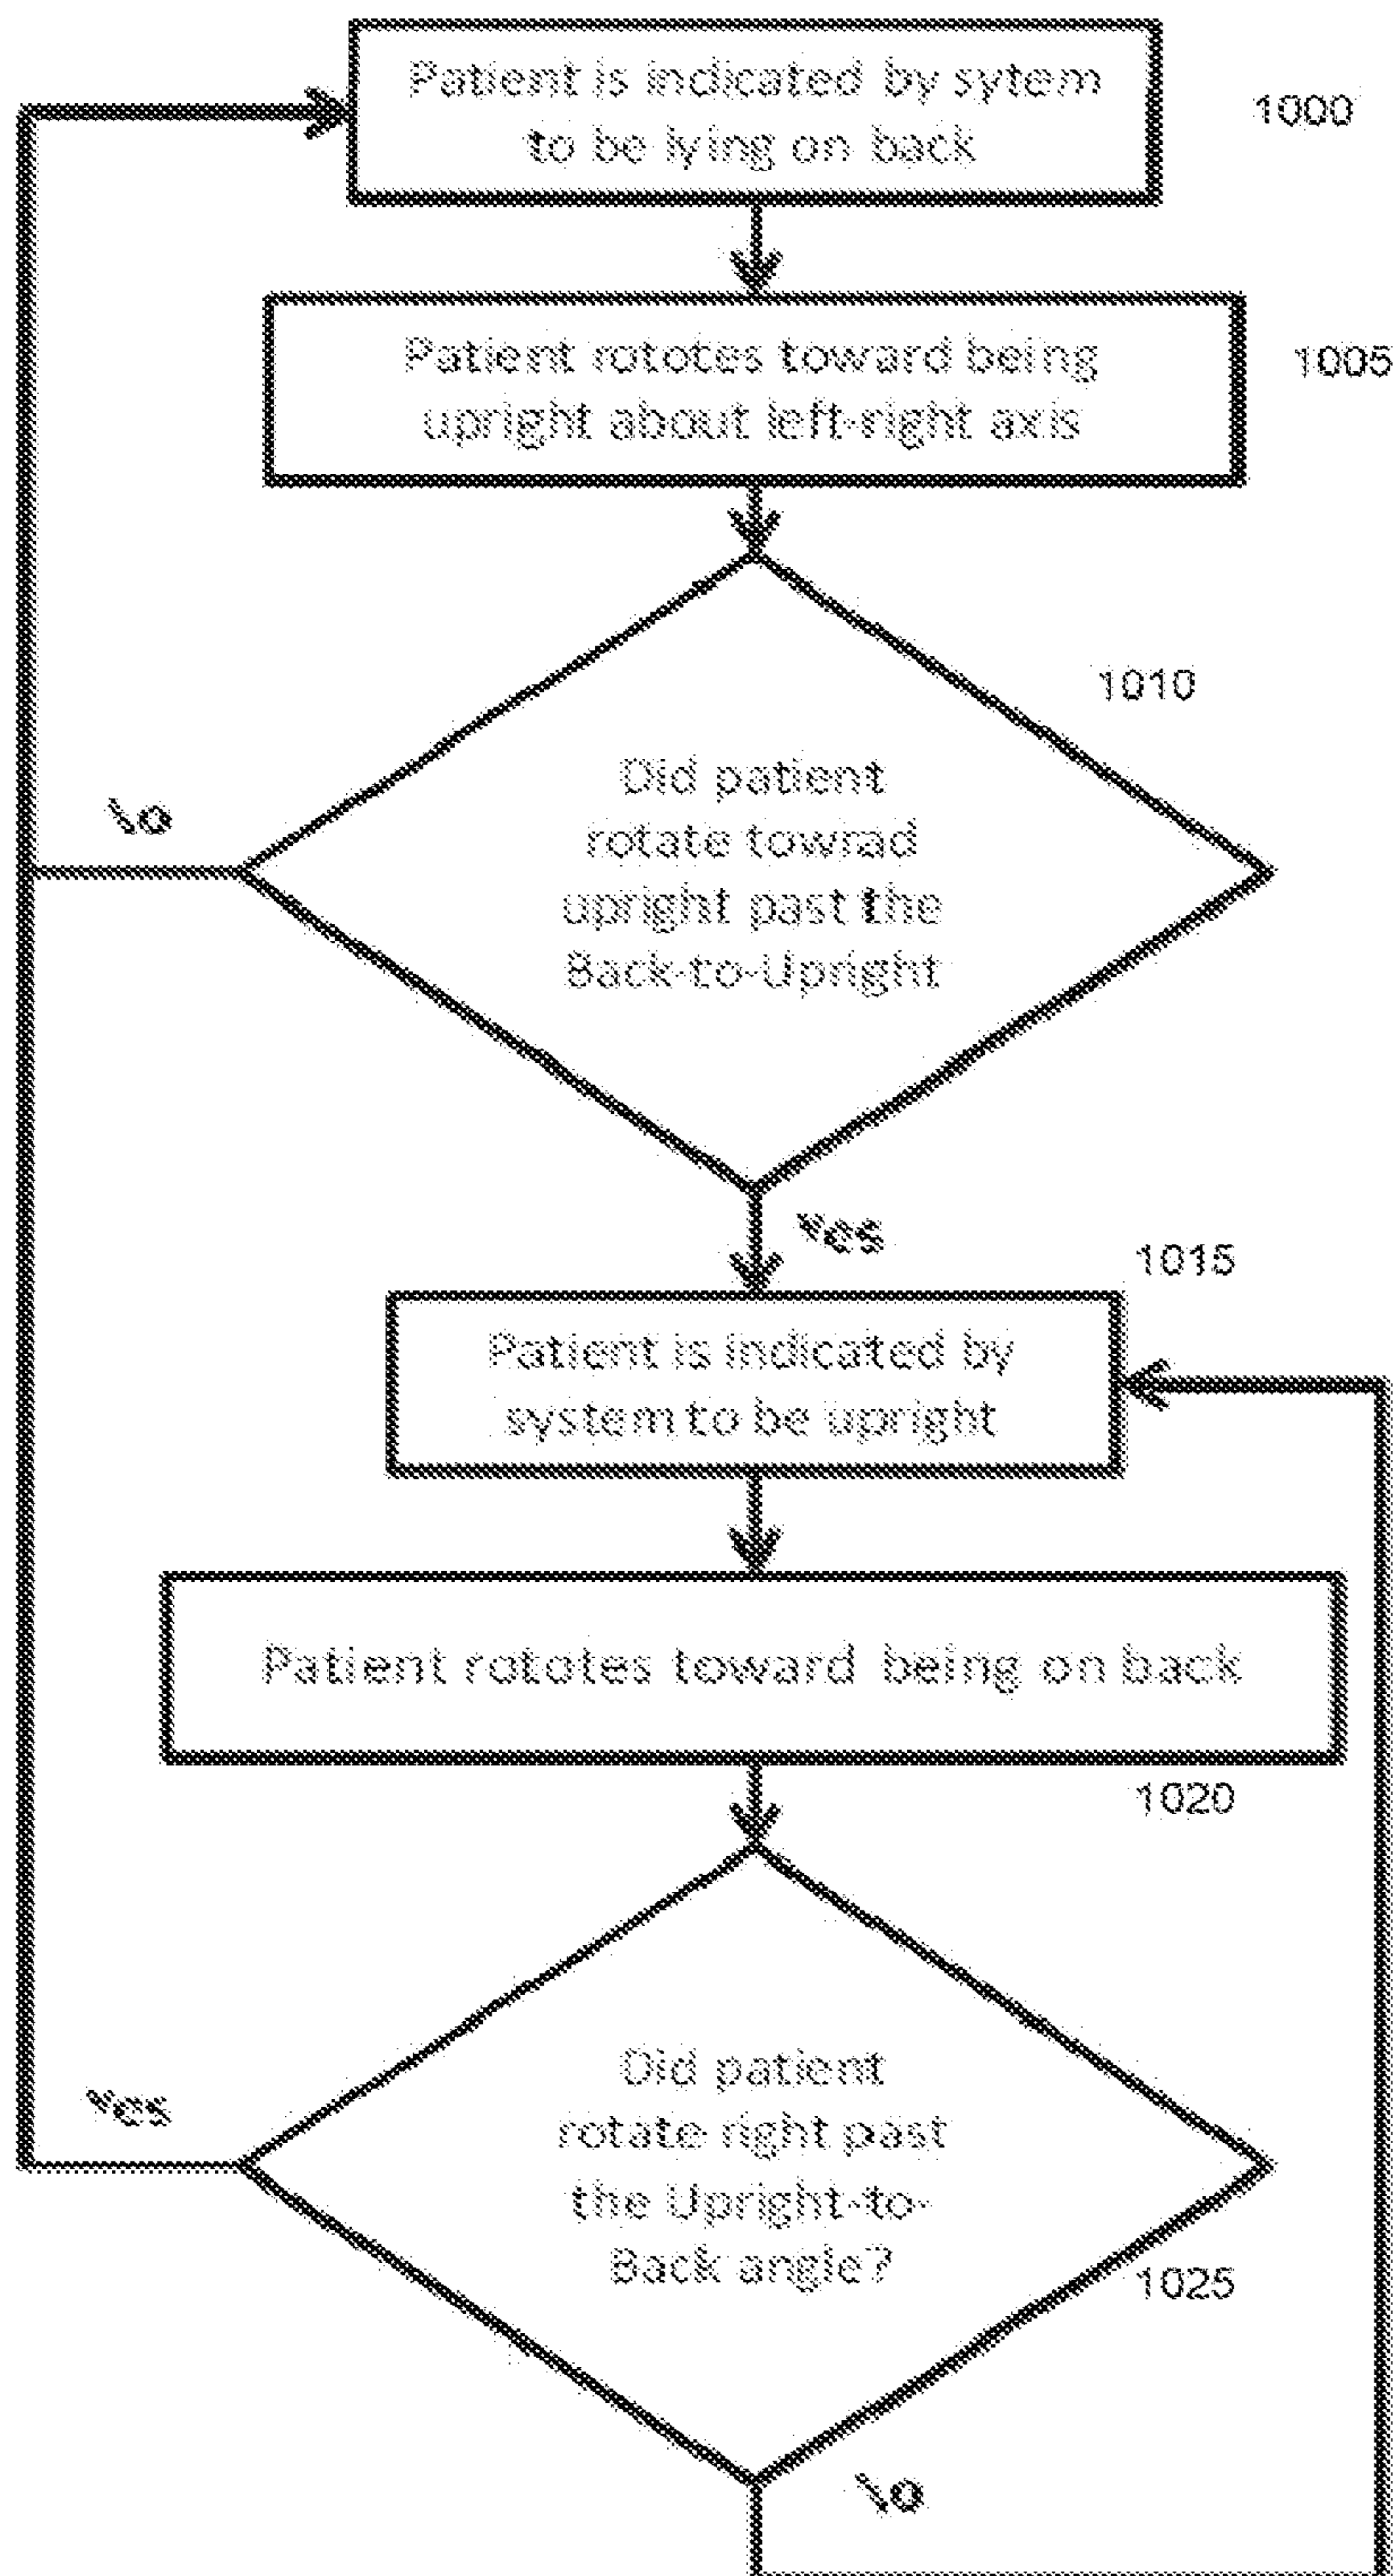 Patient is indicated by sytem
to be lying on back
1000
Patient rototes toward being
upright about left-right axis
1005
1010
Did patient
rotate towrad
upright past the
Back-to-Upright
No
Yes
1015
Patient is indicated by
system to be upright
Patient rototes toward being on back
1020
Did patient
rotate right past
the Upright-to-
Back angle?
Yes
1025
No